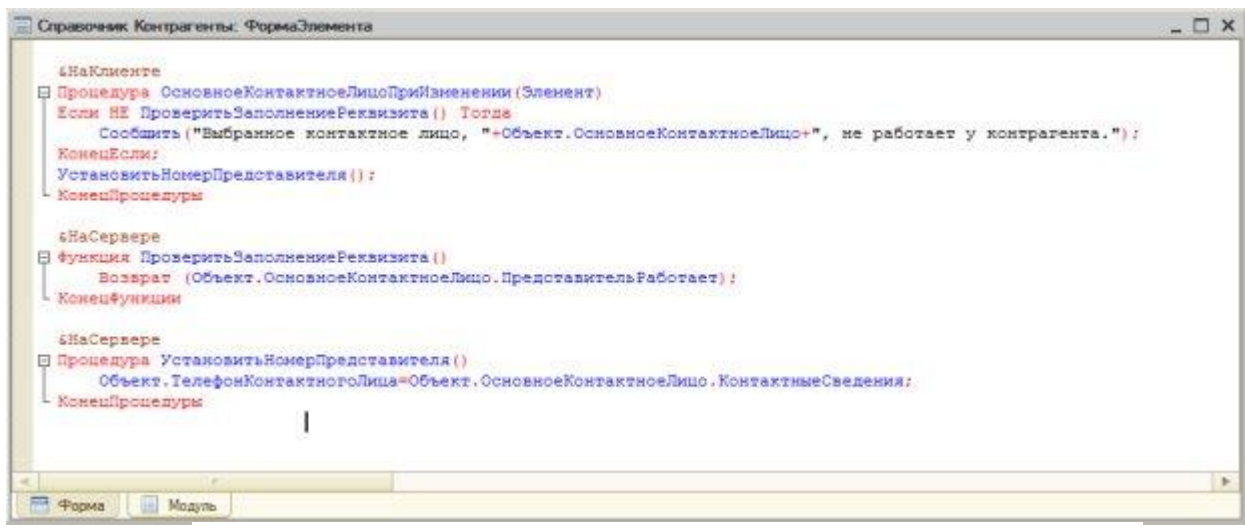 Справочник Контрагенты: ФормаЭлемента
&НаКлиенте
Процедура ОсновноеКонтактноеЛицоПриИзменении(Элемент)
Если НЕ ПроверитьЗаполнениеРеквизита() Тогда
Сообщить("Выбранное контактное лицо, "+Объект.ОсновноеКонтактноеЛицо+", не работает у контрагента.");
КонецЕсли;
УстановитьНомерПредставителя();
КонецПроцедуры
&НаСервере
Функция ПроверитьЗаполнениеРеквизита()
Возврат (Объект.ОсновноеКонтактноеЛицо.ПредставительРаботает);
КонецФункции
&НаСервере
Процедура УстановитьНомерПредставителя()
Объект.ТелефонКонтактногоЛица=Объект.ОсновноеКонтактноеЛицо.КонтактныеСведения;
КонецПроцедуры
Форма Модуль